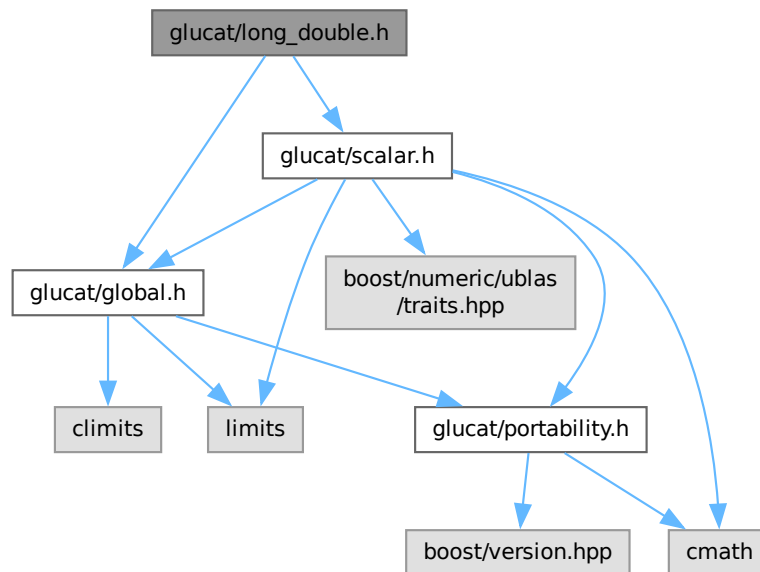 glucat/long_double.h
glucat/scalar.h
glucat/global.h
boost/numeric/ublas
/traits.hpp
climits
limits
glucat/portability.h
boost/version.hpp
cmath